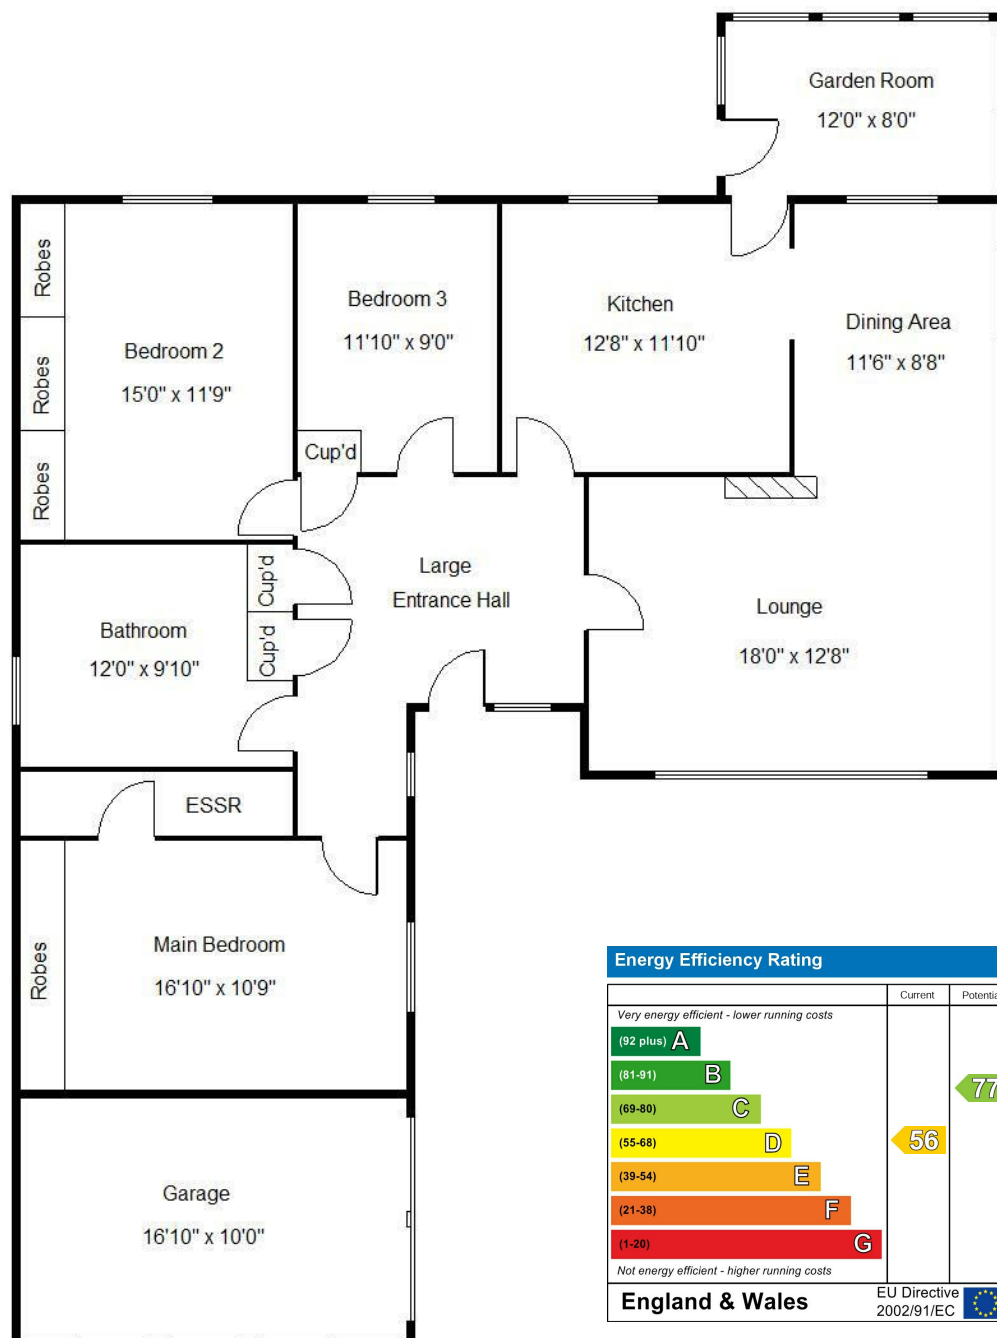 Garden Room
12'0" x 8'0"
Robes
Robes
Robes
Bedroom 2
15'0" x 11'9"
Bedroom 3
11'10" x 9'0"
Cup'd
Kitchen
12'8" x 11'10"
Dining Area
11'6" x 8'8"
Large
Entrance Hall
Cup'd
Cup'd
Bathroom
12'0" x 9'10"
Lounge
18'0" x 12'8"
ESSR
Robes
Main Bedroom
16'10" x 10'9"
Garage
16'10" x 10'0"
Energy Efficiency Rating
Current
Potentia
Very energy efficient - lower running costs
(92 plus) A
(81-91) B
(69-80) C
(55-68) D
(39-54) E
(21-38) F
(1-20) G
77
56
Not energy efficient - higher running costs
England & Wales
EU Directive
2002/91/EC